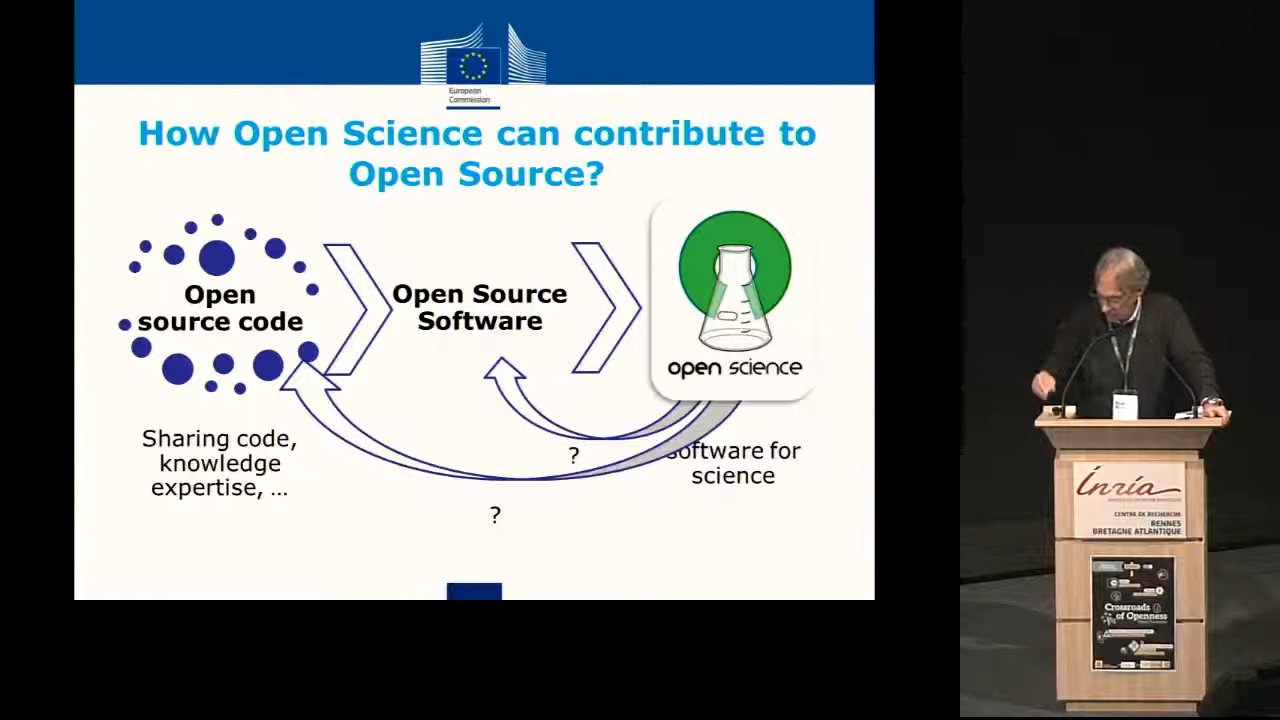 European
Commission
How Open Science can contribute to
Open Source?
Open
source code
Open Source
Software
open science
Sharing code,
knowledge
expertise, ...
?
software for
science
?
Inria
CENTRE DE RECHERCHE
RENNES
BRETAGNE ATLANTIQUE
Crossroads
of Openness